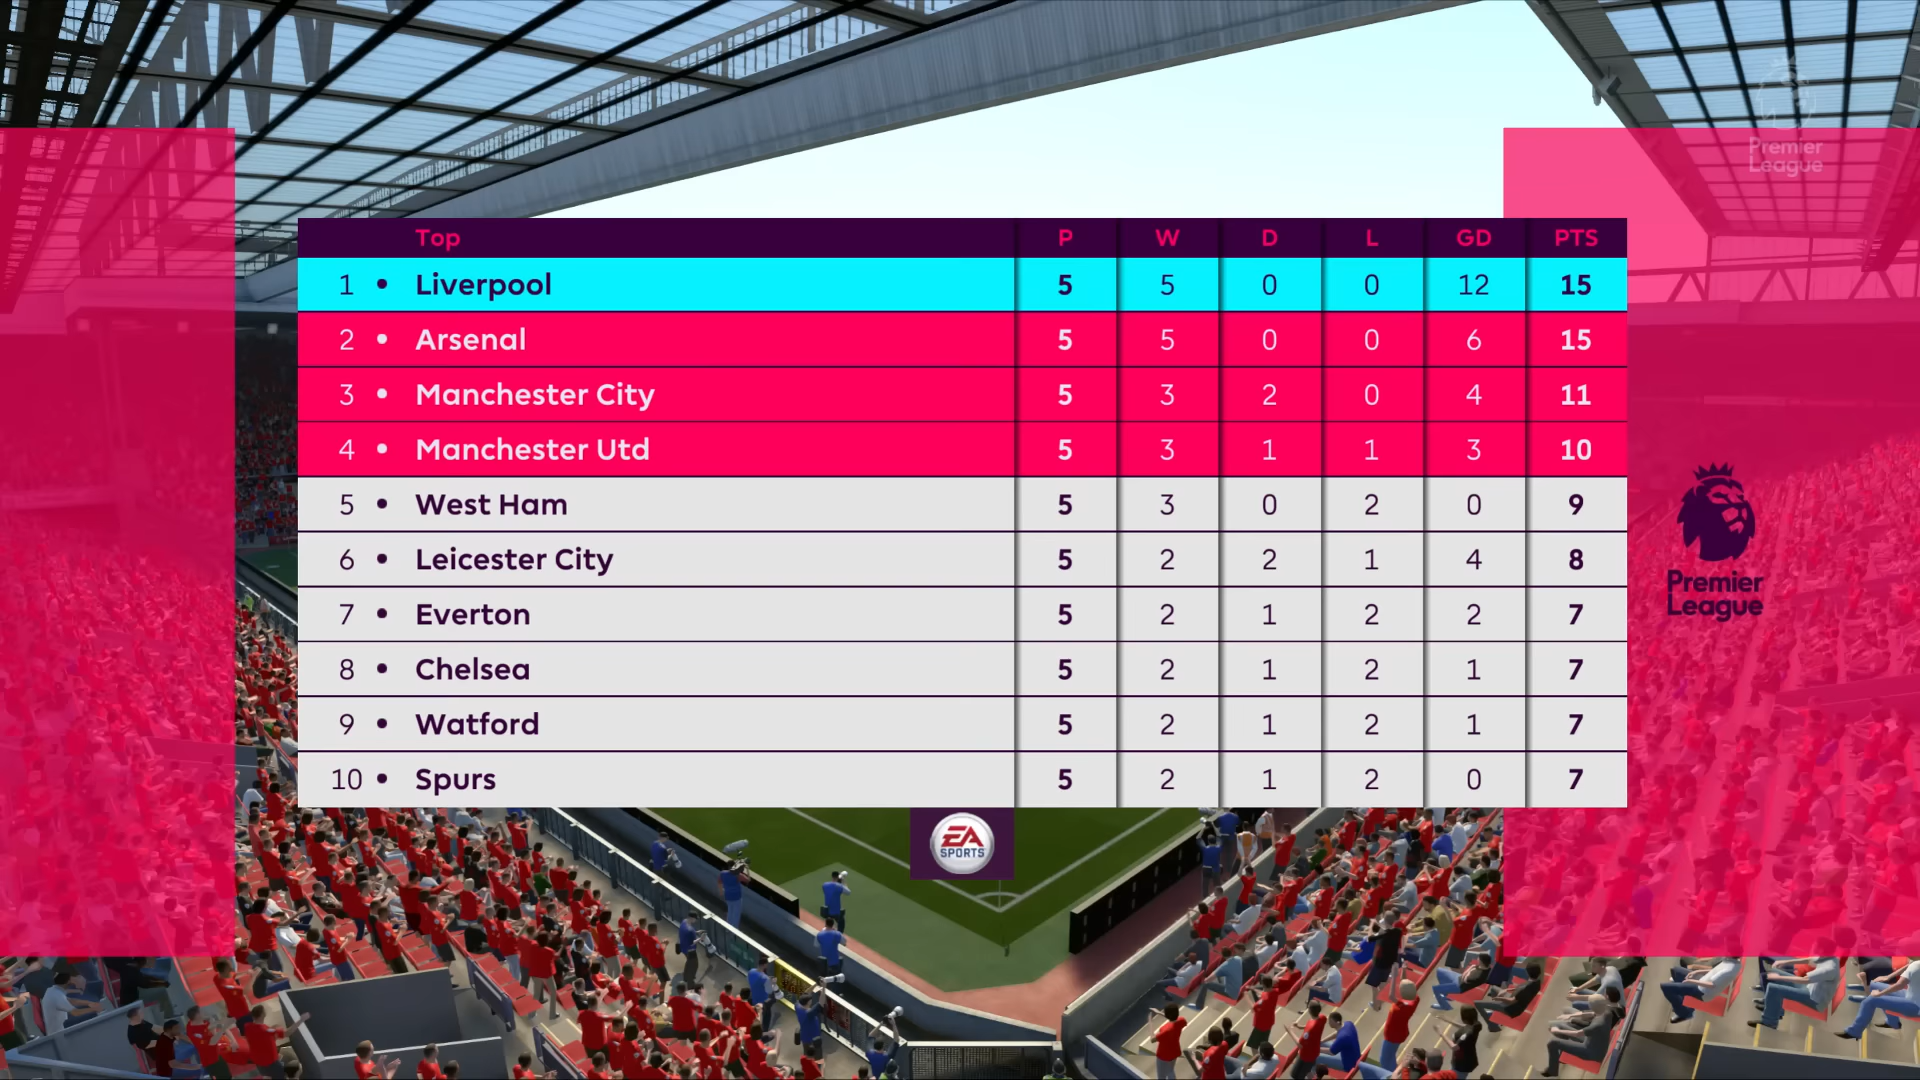 Premier
League
Top P W D L GD PTS
1 • Liverpool 5 5 0 0 12 15
2 • Arsenal 5 5 0 0 6 15
3 • Manchester City 5 3 2 0 4 11
4 • Manchester Utd 5 3 1 1 3 10
5 • West Ham 5 3 0 2 0 9
6 • Leicester City 5 2 2 1 4 8
7 • Everton 5 2 1 2 2 7
8 • Chelsea 5 2 1 2 1 7
9 • Watford 5 2 1 2 1 7
10 • Spurs 5 2 1 2 0 7
Premier
League
EA
SPORTS